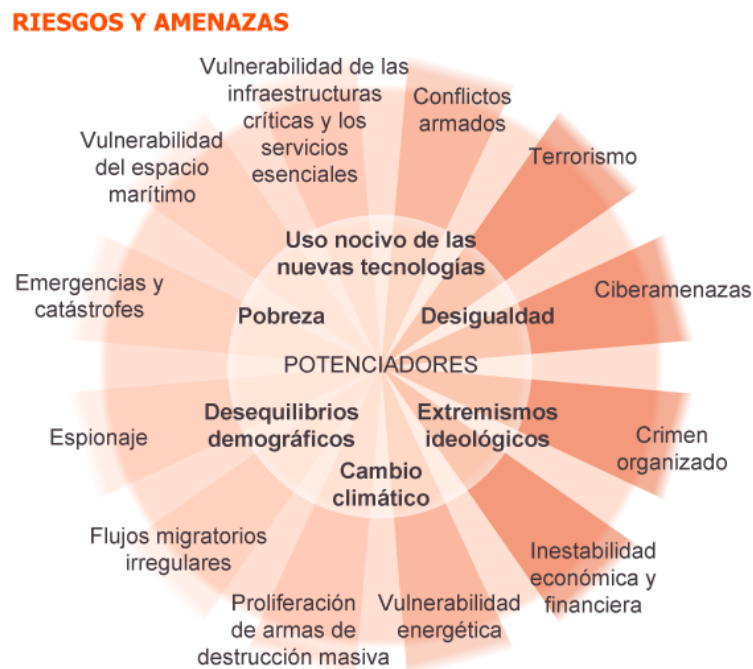 RIESGOS Y AMENAZAS
Vulnerabilidad de las
infraestructuras
críticas y los
servicios
esenciales
Conflictos
armados
Terrorismo
Ciberamenazas
Crimen
organizado
Inestabilidad
económica y
financiera
Vulnerabilidad
energética
Proliferación
de armas de
destrucción masiva
Flujos migratorios
irregulares
Espionaje
Emergencias y
catástrofes
Vulnerabilidad
del espacio
marítimo
Uso nocivo de las
nuevas tecnologías
Pobreza
Desigualdad
POTENCIADORES
Desequilibrios
demográficos
Extremismos
ideológicos
Cambio
climático